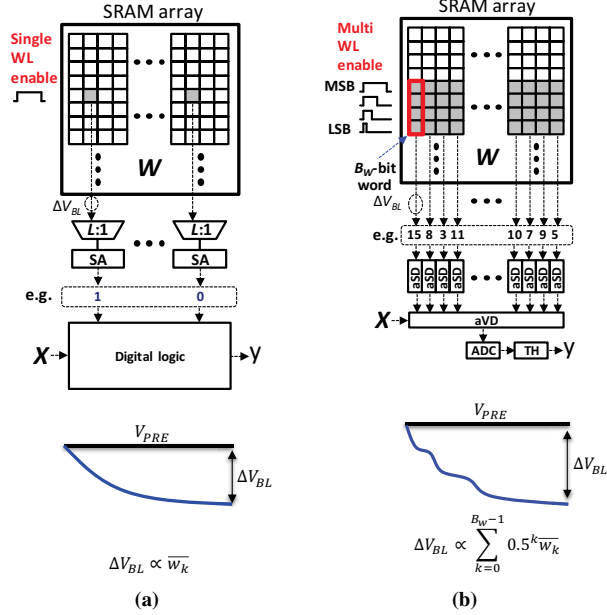 SRAM array
Single
WL
enable
W
ΔV_BL
L:1 L:1
SA SA
e.g. 1 0
X Digital logic y
V_PRE
ΔV_BL
ΔV_BL ∝ \overline{w_k}
(a)
SRAM array
Multi
WL
enable
MSB
LSB
W
B_W-bit
word
ΔV_BL
e.g. 15 8 3 11 10 7 9 5
aSD aSD aSD aSD aSD aSD aSD aSD
X aVD
ADC TH y
V_PRE
ΔV_BL
ΔV_BL ∝ \sum_{k=0}^{B_w-1} 0.5^k \overline{w_k}
(b)